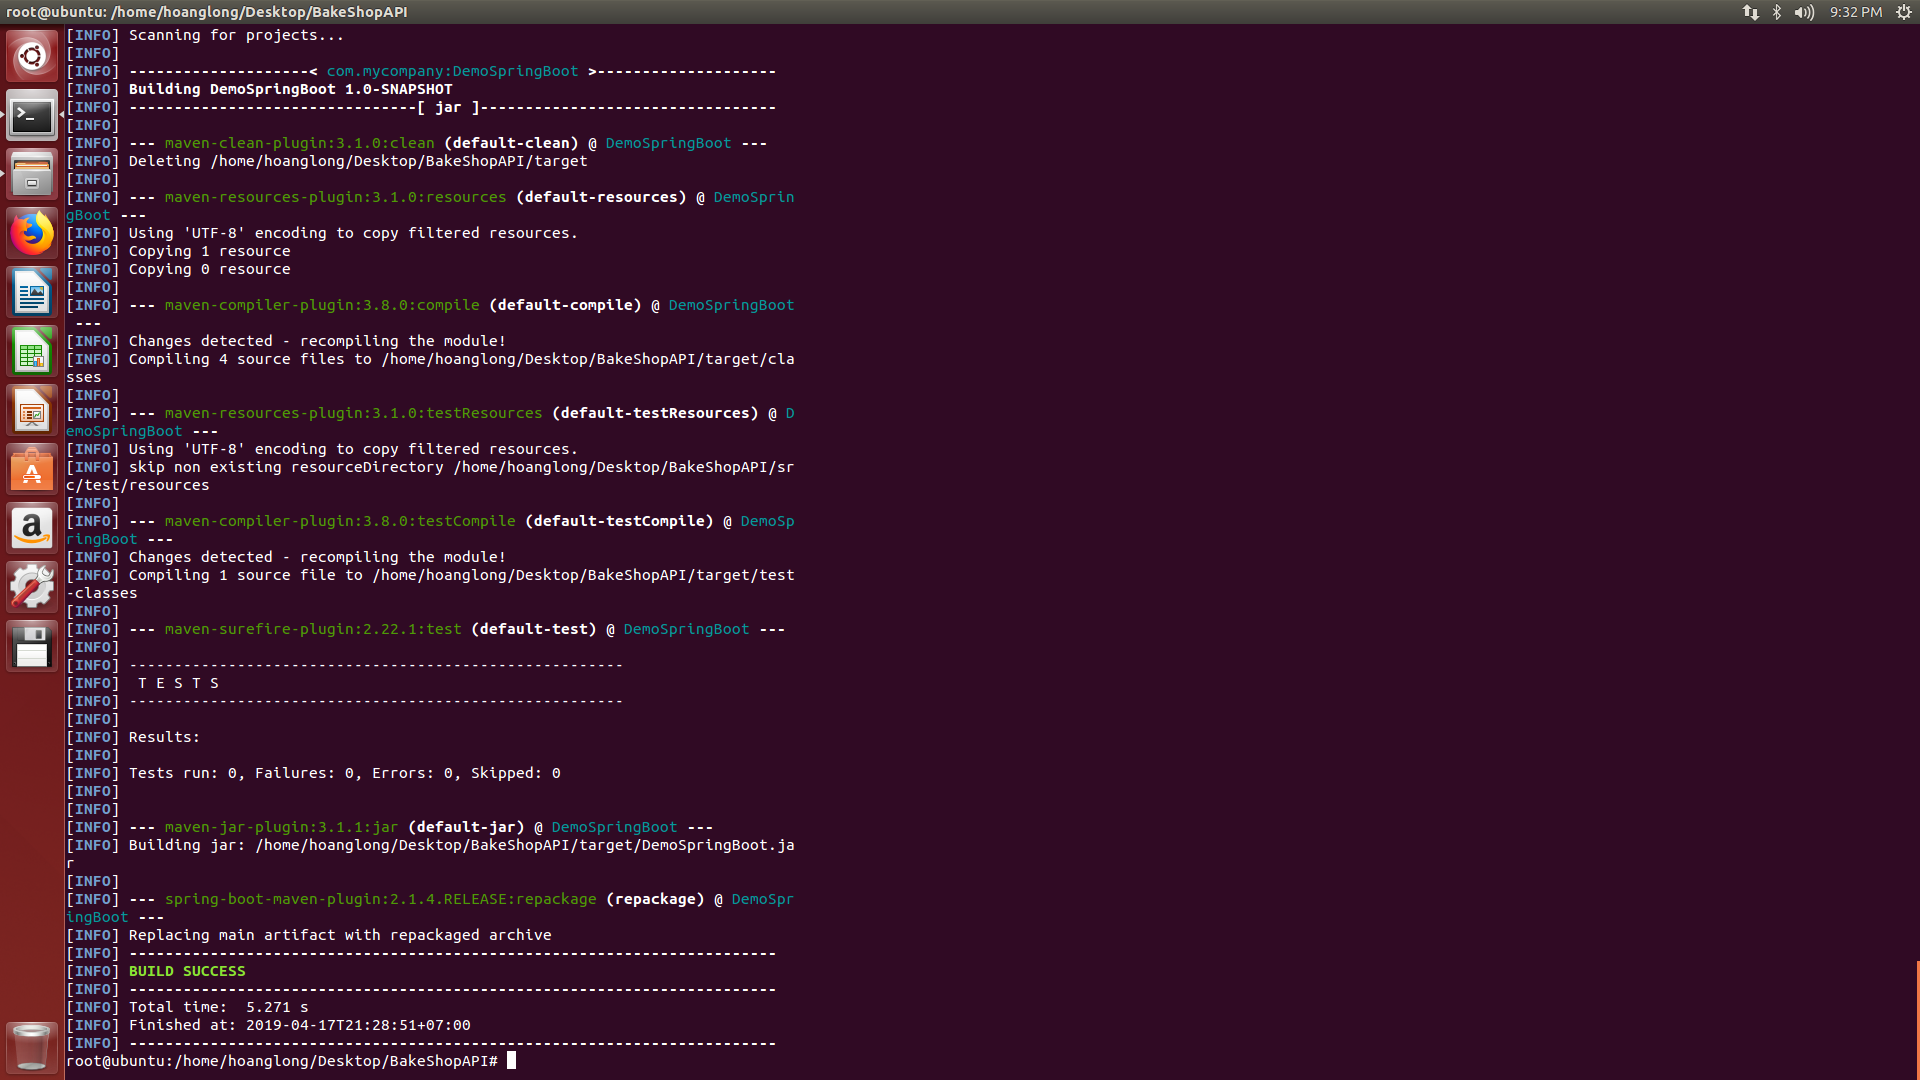 root@ubuntu: /home/hoanglong/Desktop/BakeShopAPI
9:32 PM
[INFO] Scanning for projects...
[INFO]
[INFO] --------------------< com.mycompany:DemoSpringBoot >--------------------
[INFO] Building DemoSpringBoot 1.0-SNAPSHOT
[INFO] --------------------------------[ jar ]---------------------------------
[INFO]
[INFO] --- maven-clean-plugin:3.1.0:clean (default-clean) @ DemoSpringBoot ---
[INFO] Deleting /home/hoanglong/Desktop/BakeShopAPI/target
[INFO]
[INFO] --- maven-resources-plugin:3.1.0:resources (default-resources) @ DemoSprin
gBoot ---
[INFO] Using 'UTF-8' encoding to copy filtered resources.
[INFO] Copying 1 resource
[INFO] Copying 0 resource
[INFO]
[INFO] --- maven-compiler-plugin:3.8.0:compile (default-compile) @ DemoSpringBoot
 ---
[INFO] Changes detected - recompiling the module!
[INFO] Compiling 4 source files to /home/hoanglong/Desktop/BakeShopAPI/target/cla
sses
[INFO]
[INFO] --- maven-resources-plugin:3.1.0:testResources (default-testResources) @ D
emoSpringBoot ---
[INFO] Using 'UTF-8' encoding to copy filtered resources.
[INFO] skip non existing resourceDirectory /home/hoanglong/Desktop/BakeShopAPI/sr
c/test/resources
[INFO]
[INFO] --- maven-compiler-plugin:3.8.0:testCompile (default-testCompile) @ DemoSp
ringBoot ---
[INFO] Changes detected - recompiling the module!
[INFO] Compiling 1 source file to /home/hoanglong/Desktop/BakeShopAPI/target/test
-classes
[INFO]
[INFO] --- maven-surefire-plugin:2.22.1:test (default-test) @ DemoSpringBoot ---
[INFO]
[INFO] -------------------------------------------------------
[INFO]  T E S T S
[INFO] -------------------------------------------------------
[INFO]
[INFO] Results:
[INFO]
[INFO] Tests run: 0, Failures: 0, Errors: 0, Skipped: 0
[INFO]
[INFO]
[INFO] --- maven-jar-plugin:3.1.1:jar (default-jar) @ DemoSpringBoot ---
[INFO] Building jar: /home/hoanglong/Desktop/BakeShopAPI/target/DemoSpringBoot.ja
r
[INFO]
[INFO] --- spring-boot-maven-plugin:2.1.4.RELEASE:repackage (repackage) @ DemoSpr
ingBoot ---
[INFO] Replacing main artifact with repackaged archive
[INFO] ------------------------------------------------------------------------
[INFO] BUILD SUCCESS
[INFO] ------------------------------------------------------------------------
[INFO] Total time:  5.271 s
[INFO] Finished at: 2019-04-17T21:28:51+07:00
[INFO] ------------------------------------------------------------------------
root@ubuntu:/home/hoanglong/Desktop/BakeShopAPI#